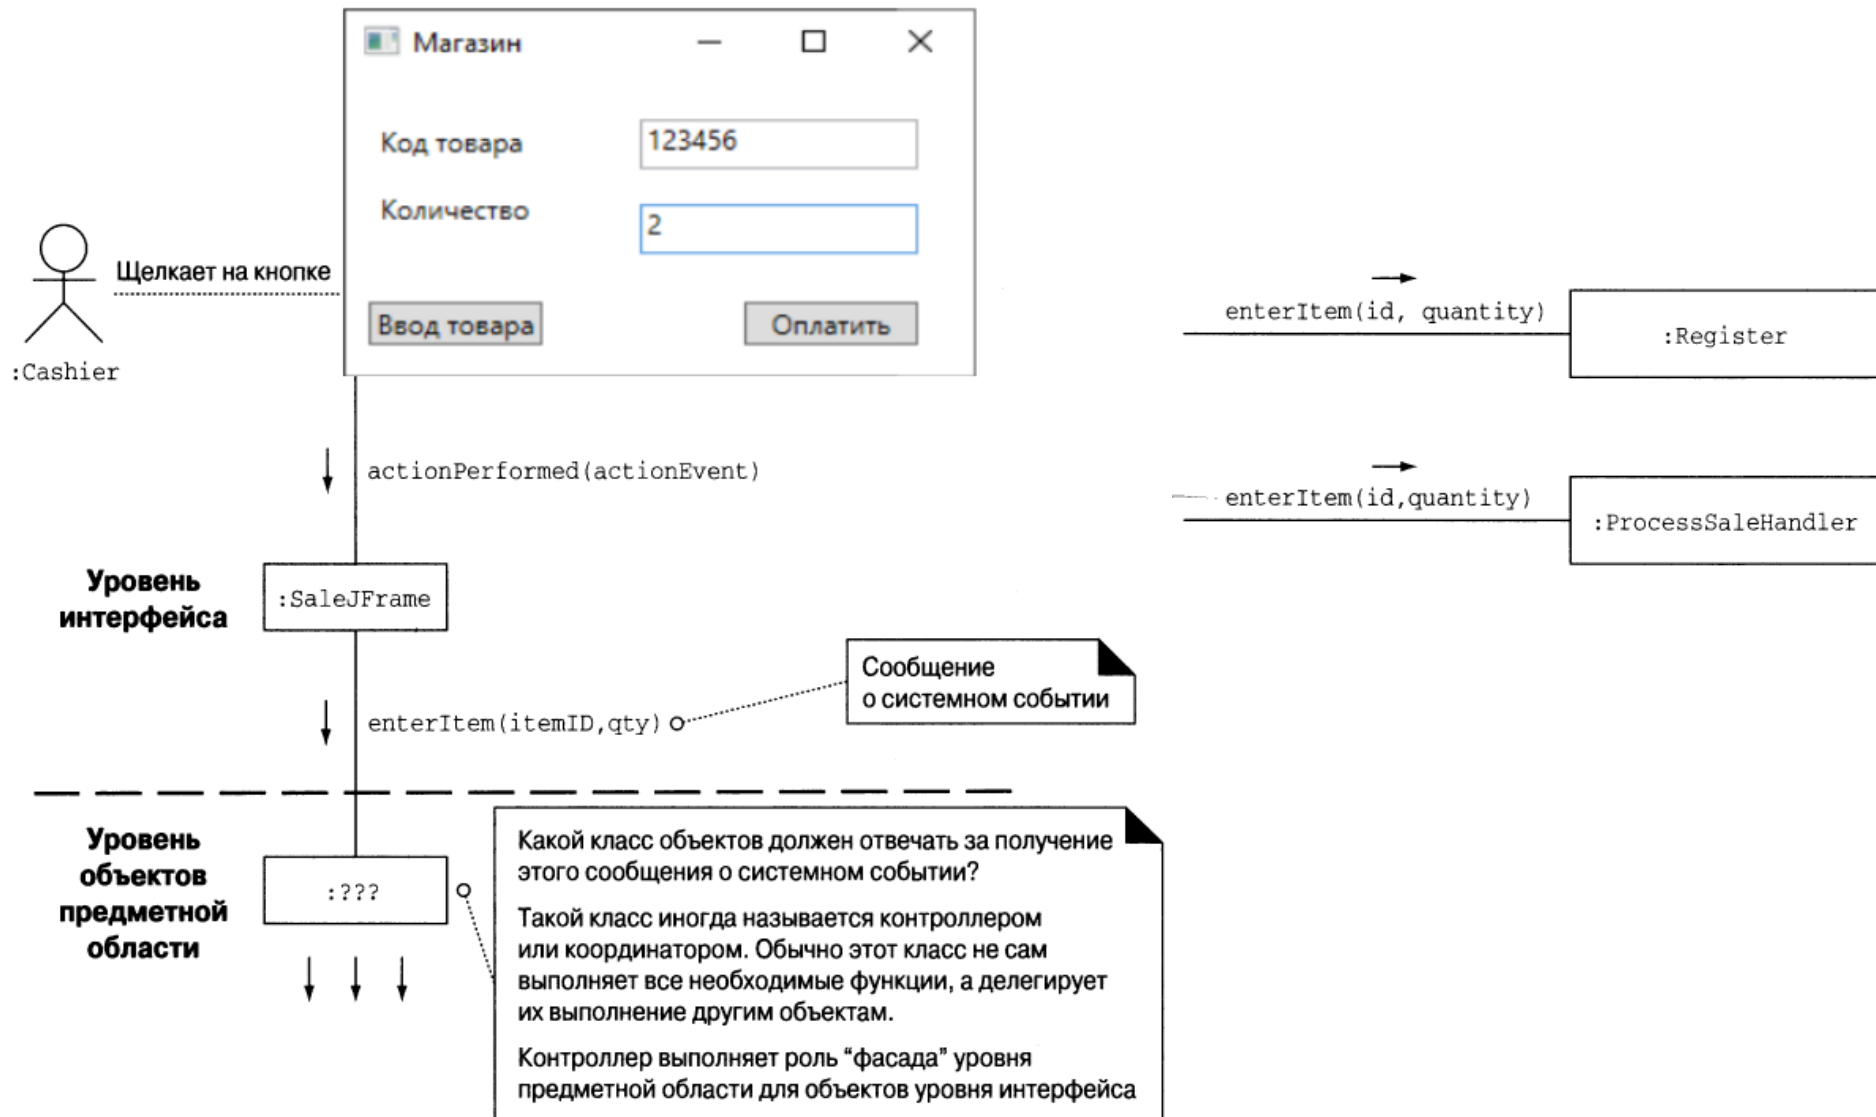 Магазин
Код товара
123456
Количество
2
Щелкает на кнопке
Ввод товара
Оплатить
:Cashier
enterItem(id, quantity)
:Register
actionPerformed(actionEvent)
enterItem(id,quantity)
:ProcessSaleHandler
Уровень
интерфейса
:SaleJFrame
Сообщение
о системном событии
enterItem(itemID,qty)
Уровень
объектов
предметной
области
:???
Какой класс объектов должен отвечать за получение
этого сообщения о системном событии?
Такой класс иногда называется контроллером
или координатором. Обычно этот класс не сам
выполняет все необходимые функции, а делегирует
их выполнение другим объектам.
Контроллер выполняет роль “фасада” уровня
предметной области для объектов уровня интерфейса